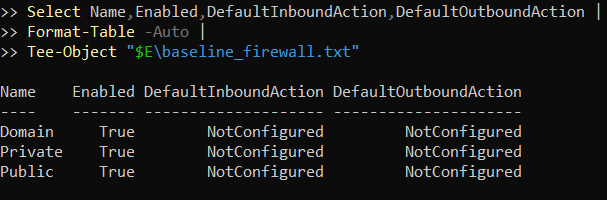 >> Select Name,Enabled,DefaultInboundAction,DefaultOutboundAction |
>> Format-Table -Auto |
>> Tee-Object "$E\baseline_firewall.txt"
Name    Enabled DefaultInboundAction DefaultOutboundAction
----    ------- -------------------- ---------------------
Domain     True        NotConfigured         NotConfigured
Private    True        NotConfigured         NotConfigured
Public     True        NotConfigured         NotConfigured